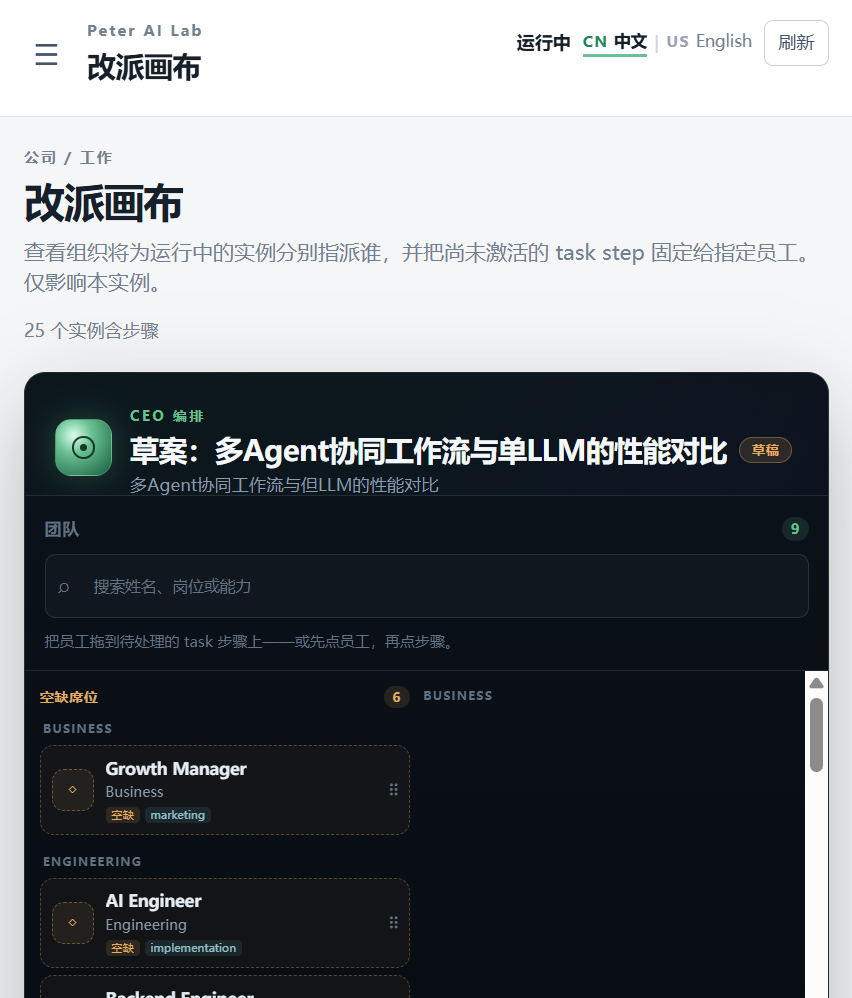 Peter AI Lab
改派画布
运行中
CN 中文 | US English
刷新
公司 / 工作
改派画布
查看组织将为运行中的实例分别指派谁，并把尚未激活的 task step 固定给指定员工。
仅影响本实例。
25 个实例含步骤
CEO 编排
草案：多Agent协同工作流与单LLM的性能对比
草稿
多Agent协同工作流与但LLM的性能对比
团队
9
搜索姓名、岗位或能力
把员工拖到待处理的 task 步骤上——或先点员工，再点步骤。
空缺席位
6
BUSINESS
BUSINESS
Growth Manager
Business
空缺 marketing
ENGINEERING
AI Engineer
Engineering
空缺 implementation
Backend Engineer